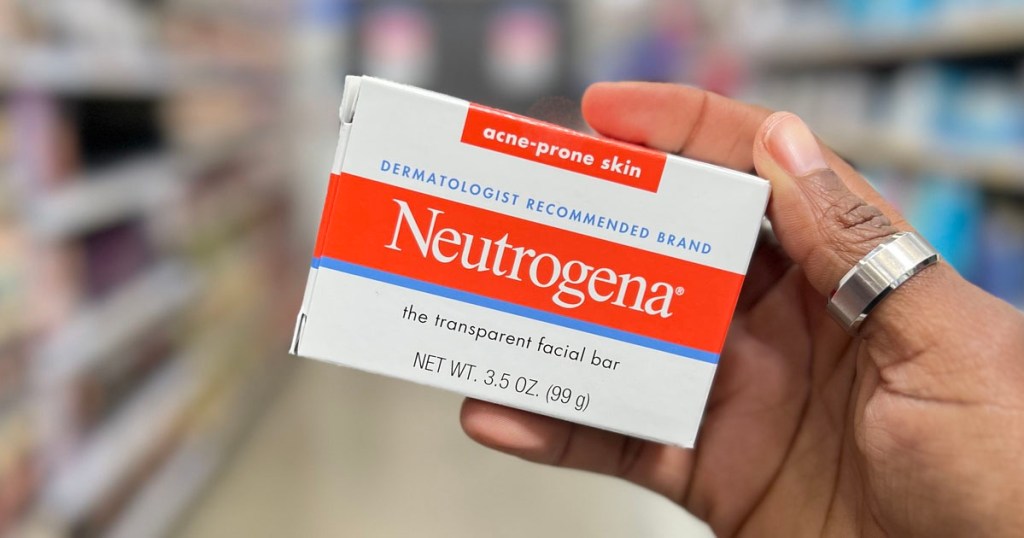 acne-prone skin
DERMATOLOGIST RECOMMENDED BRAND
Neutrogena®
the transparent facial bar
NET WT. 3.5 OZ. (99 g)